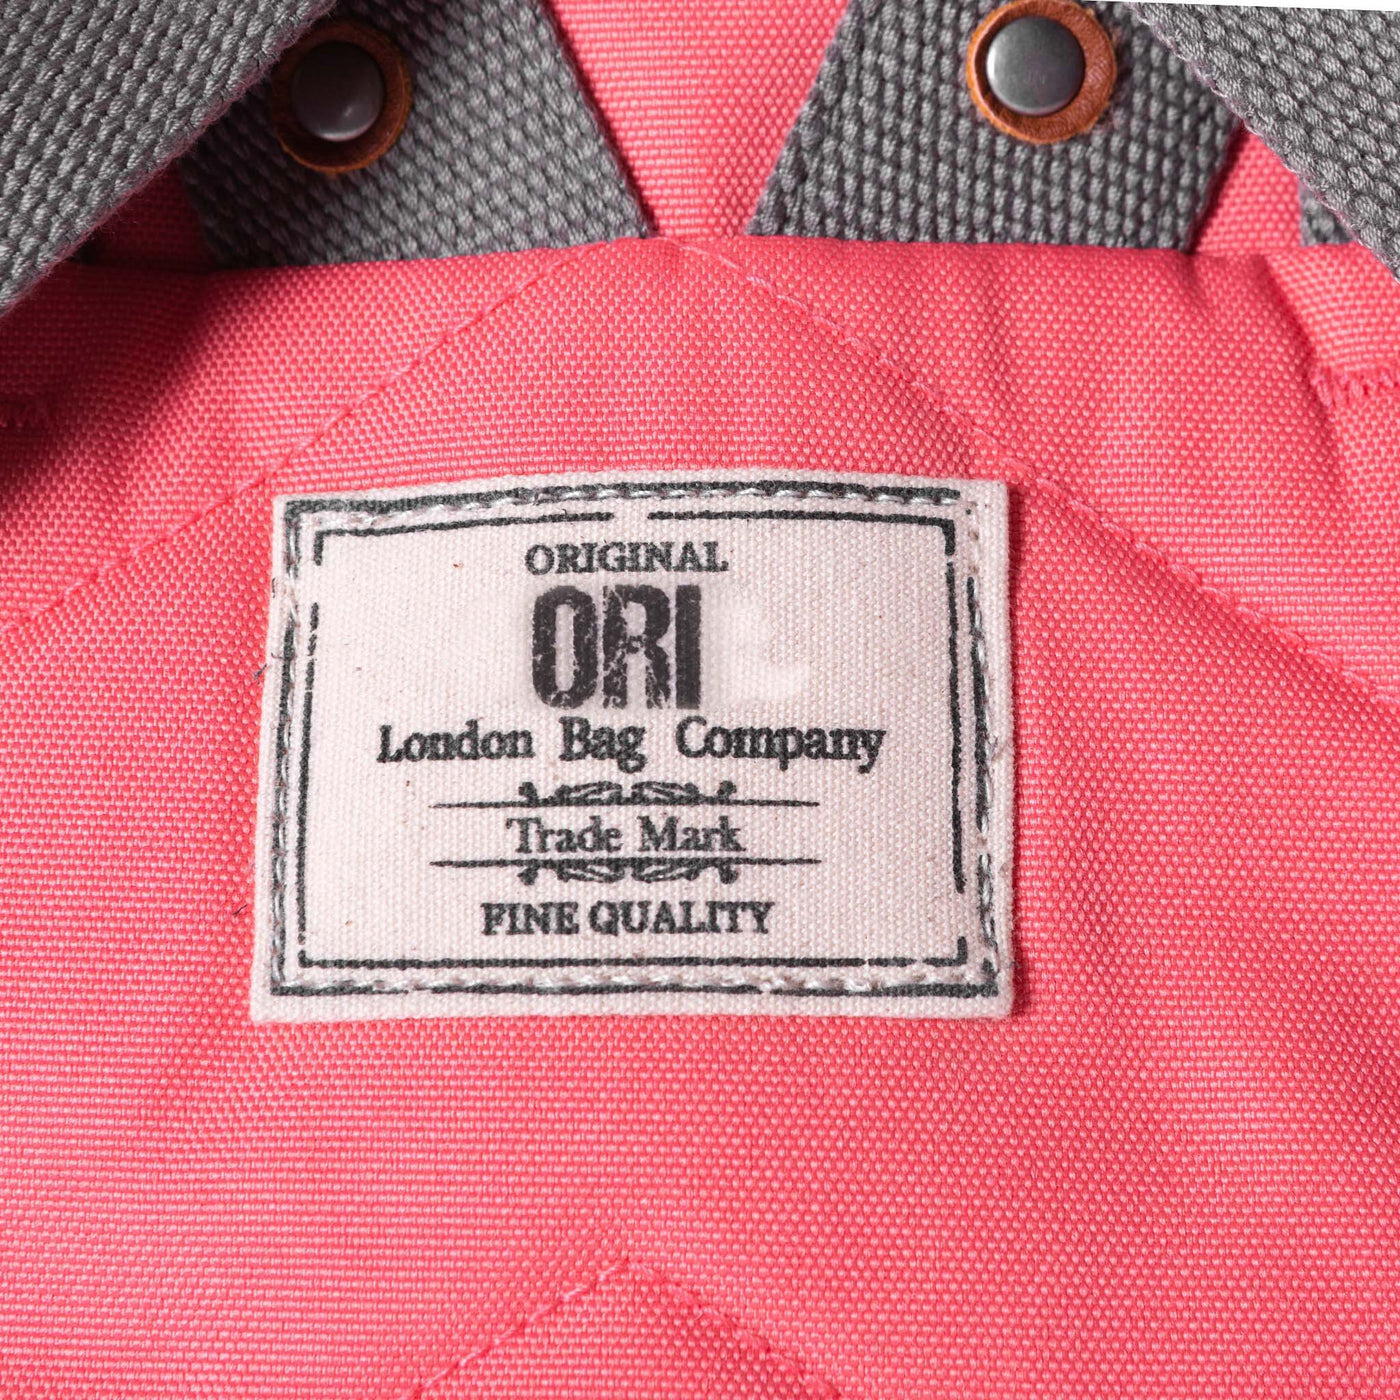 ORIGINAL
ORI
London Bag Company
Trade Mark
FINE QUALITY